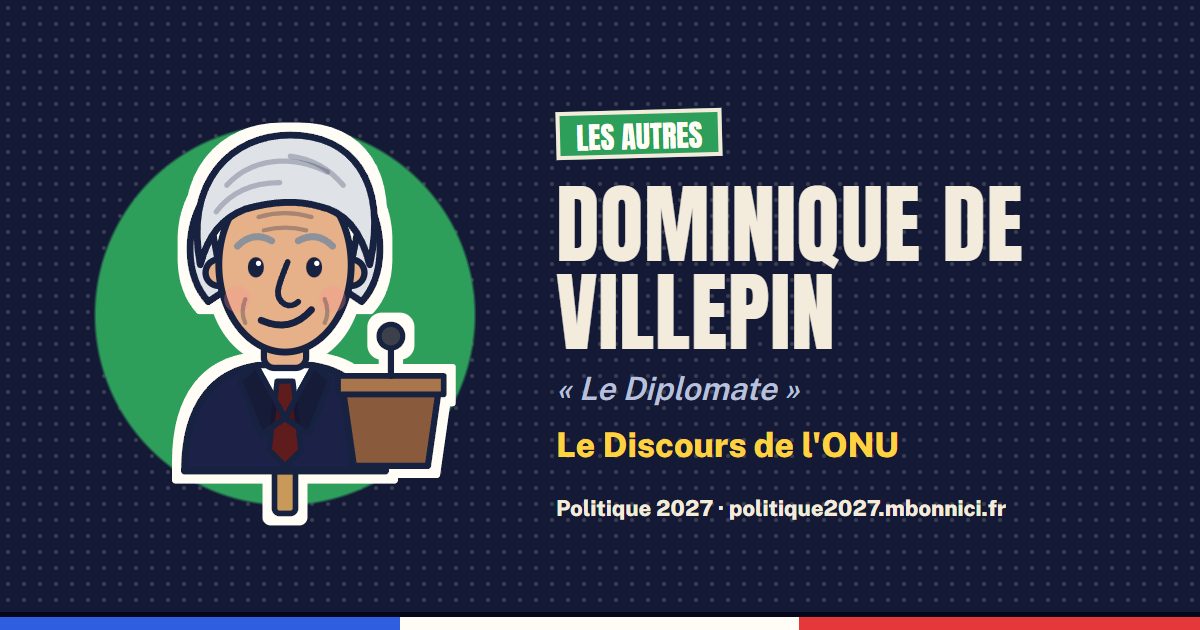 LES AUTRES
DOMINIQUE DE
VILLEPIN
« Le Diplomate »
Le Discours de l'ONU
Politique 2027 · politique2027.mbonnici.fr